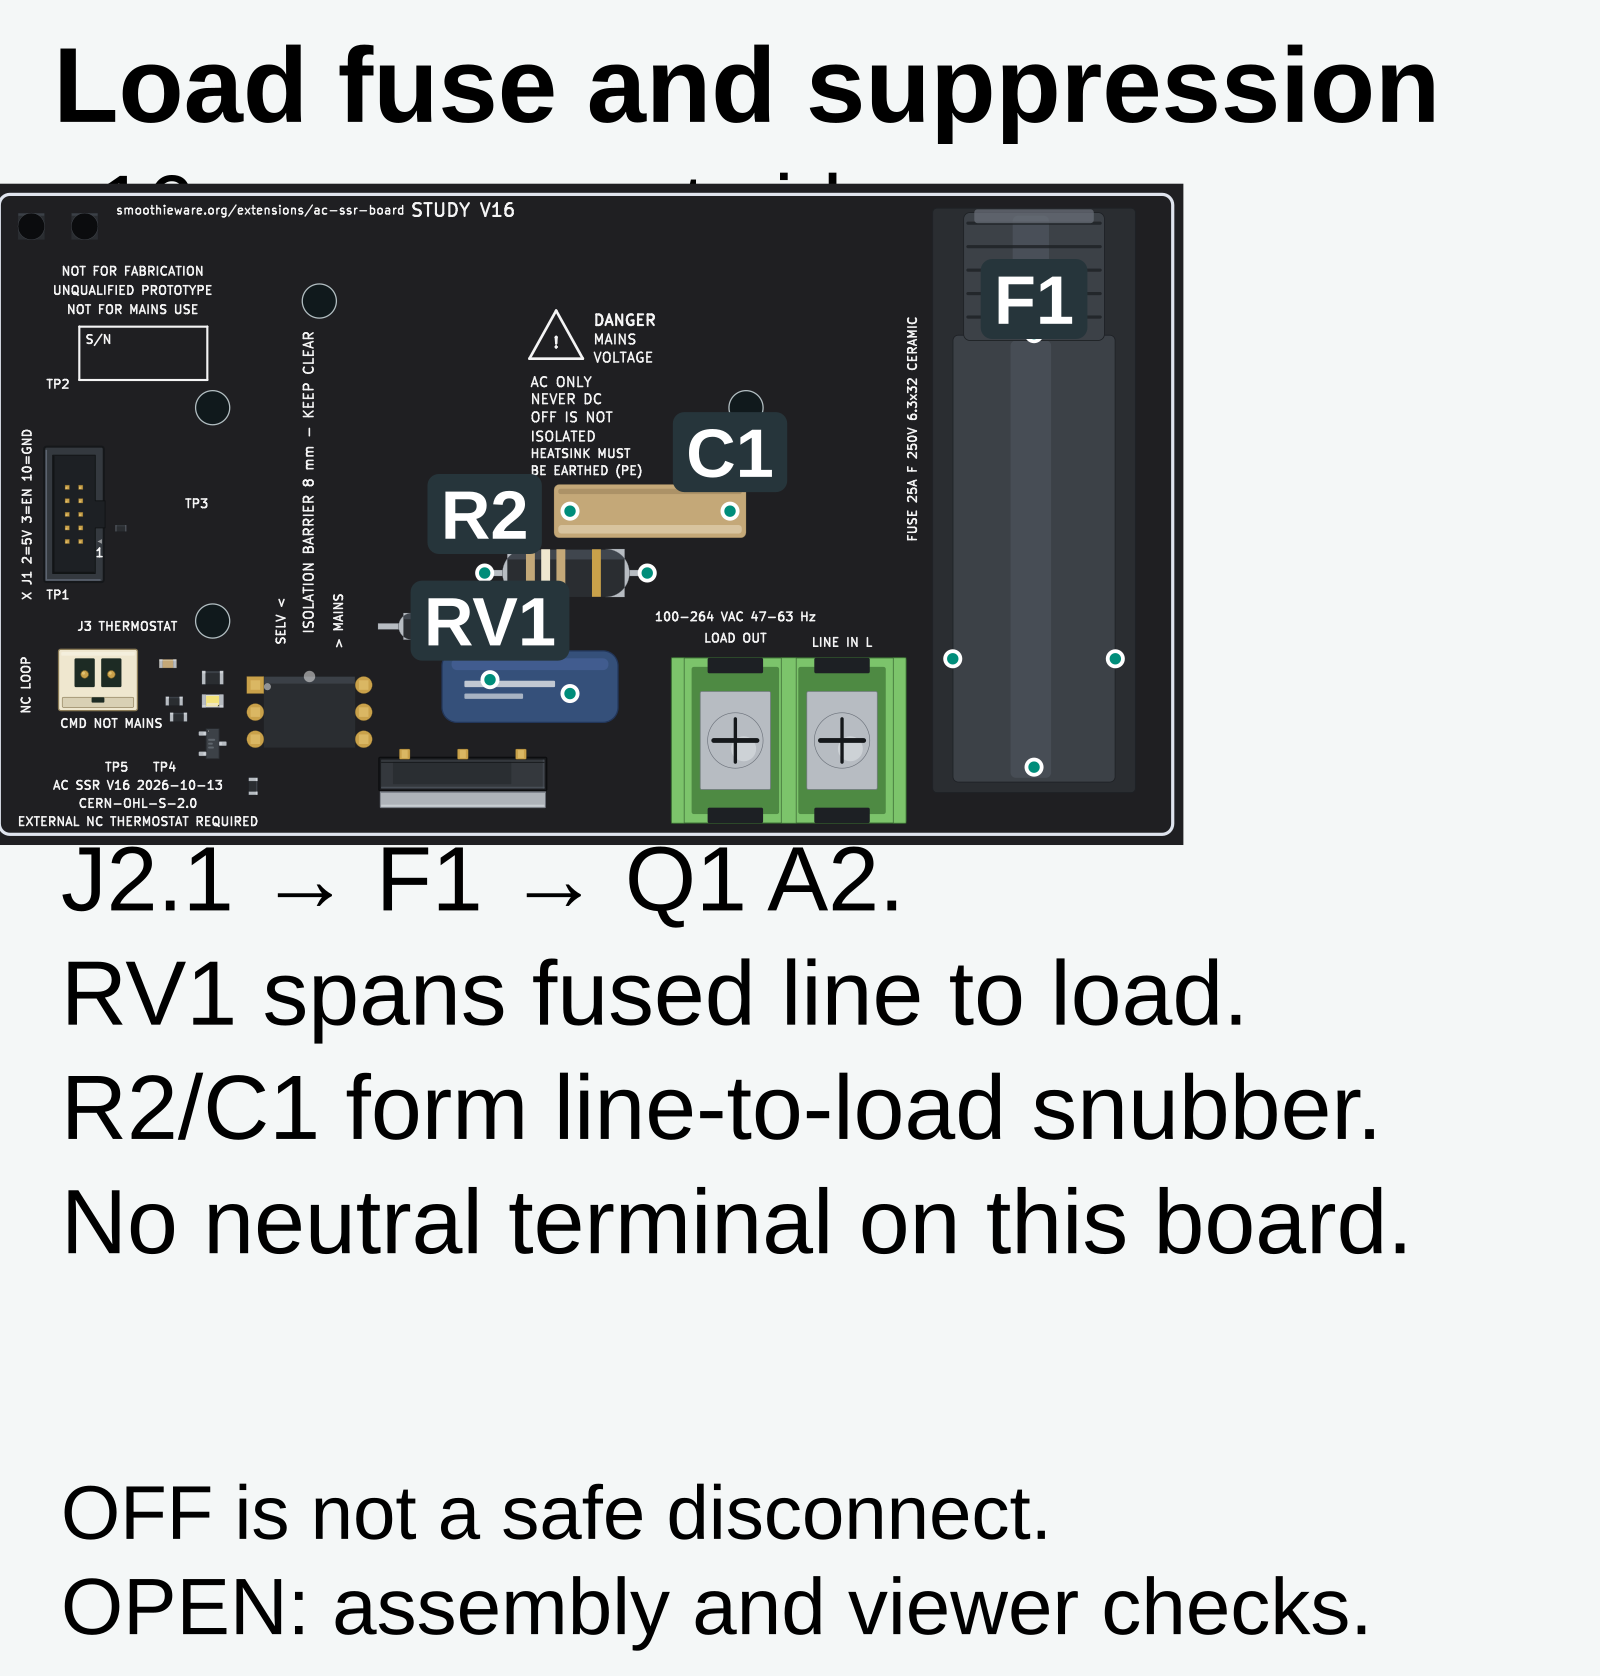 Load fuse and suppression
smoothieware.org/extensions/ac-ssr-board STUDY V16
NOT FOR FABRICATION
UNQUALIFIED PROTOTYPE
NOT FOR MAINS USE
S/N
TP2
X J1 2=5V 3=EN 10=GND
1
TP3
TP1
ISOLATION BARRIER 8 mm – KEEP CLEAR
SELV <
> MAINS
! 
DANGER
MAINS
VOLTAGE
AC ONLY
NEVER DC
OFF IS NOT
ISOLATED
HEATSINK MUST
BE EARTHED (PE)
F1
C1
R2
RV1
FUSE 25A F 250V 6.3x32 CERAMIC
100–264 VAC 47–63 Hz
LOAD OUT
LINE IN L
J3 THERMOSTAT
NC LOOP
CMD NOT MAINS
TP5 TP4
AC SSR V16 2026-10-13
CERN-OHL-S-2.0
EXTERNAL NC THERMOSTAT REQUIRED
J2.1 → F1 → Q1 A2.
RV1 spans fused line to load.
R2/C1 form line-to-load snubber.
No neutral terminal on this board.
OFF is not a safe disconnect.
OPEN: assembly and viewer checks.